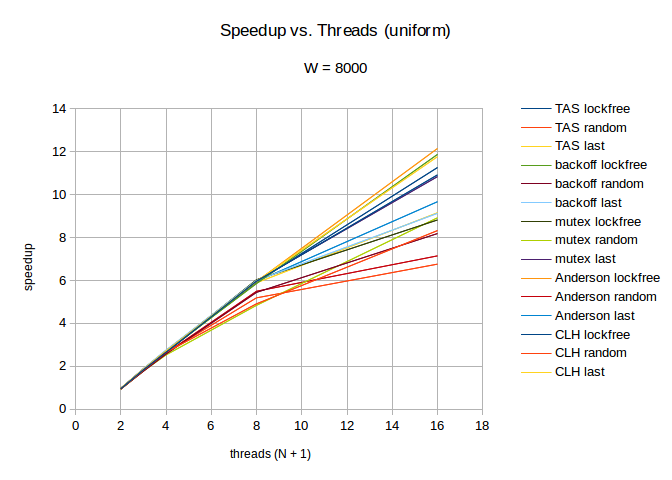 Speedup vs. Threads (uniform)
W = 8000
14
12
10
8
6
4
2
0
speedup
0 2 4 6 8 10 12 14 16 18
threads (N + 1)
TAS lockfree
TAS random
TAS last
backoff lockfree
backoff random
backoff last
mutex lockfree
mutex random
mutex last
Anderson lockfree
Anderson random
Anderson last
CLH lockfree
CLH random
CLH last